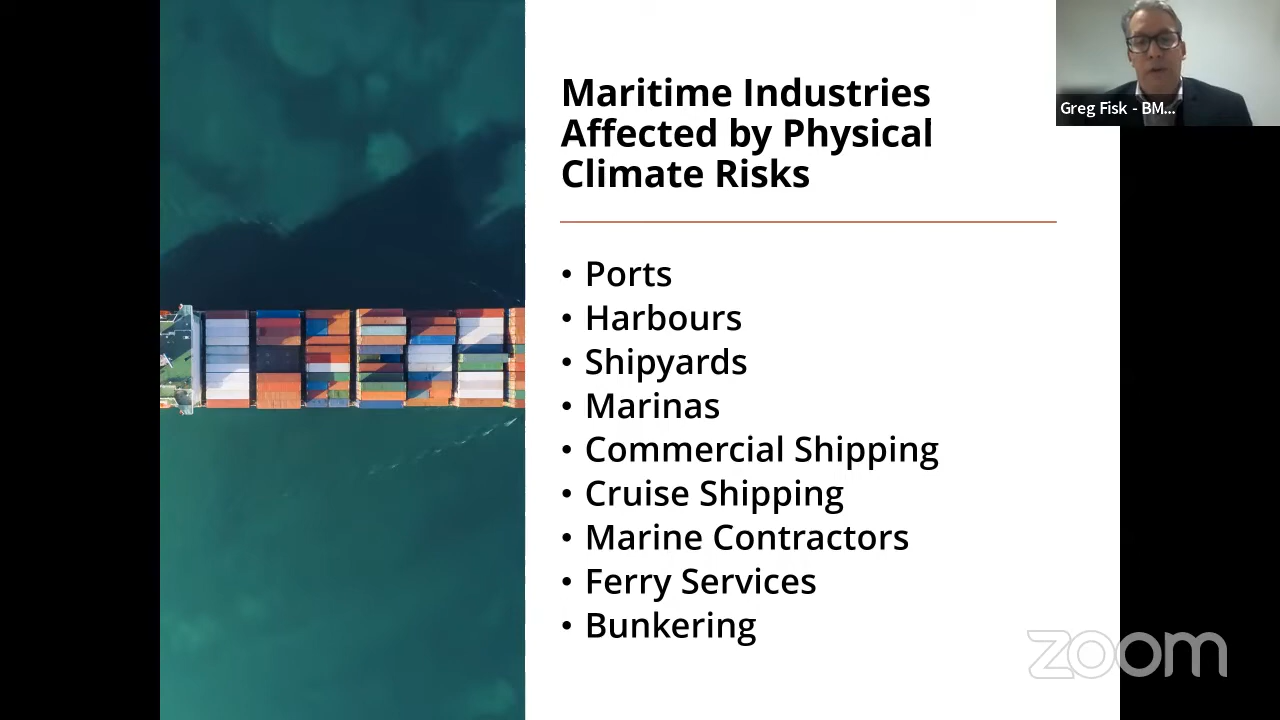 Maritime Industries
Affected by Physical
Climate Risks
• Ports
• Harbours
• Shipyards
• Marinas
• Commercial Shipping
• Cruise Shipping
• Marine Contractors
• Ferry Services
• Bunkering
Greg Fisk - BM...
zoom